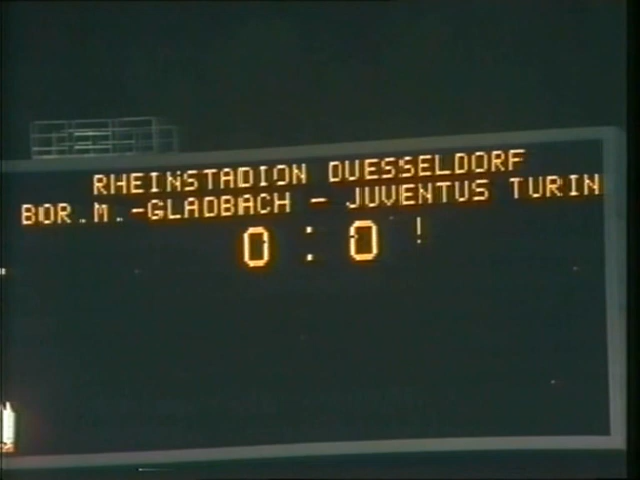 RHEINSTADION DUESSELDORF
BOR.M.-GLADBACH - JUVENTUS TURIN
0 : 0 !